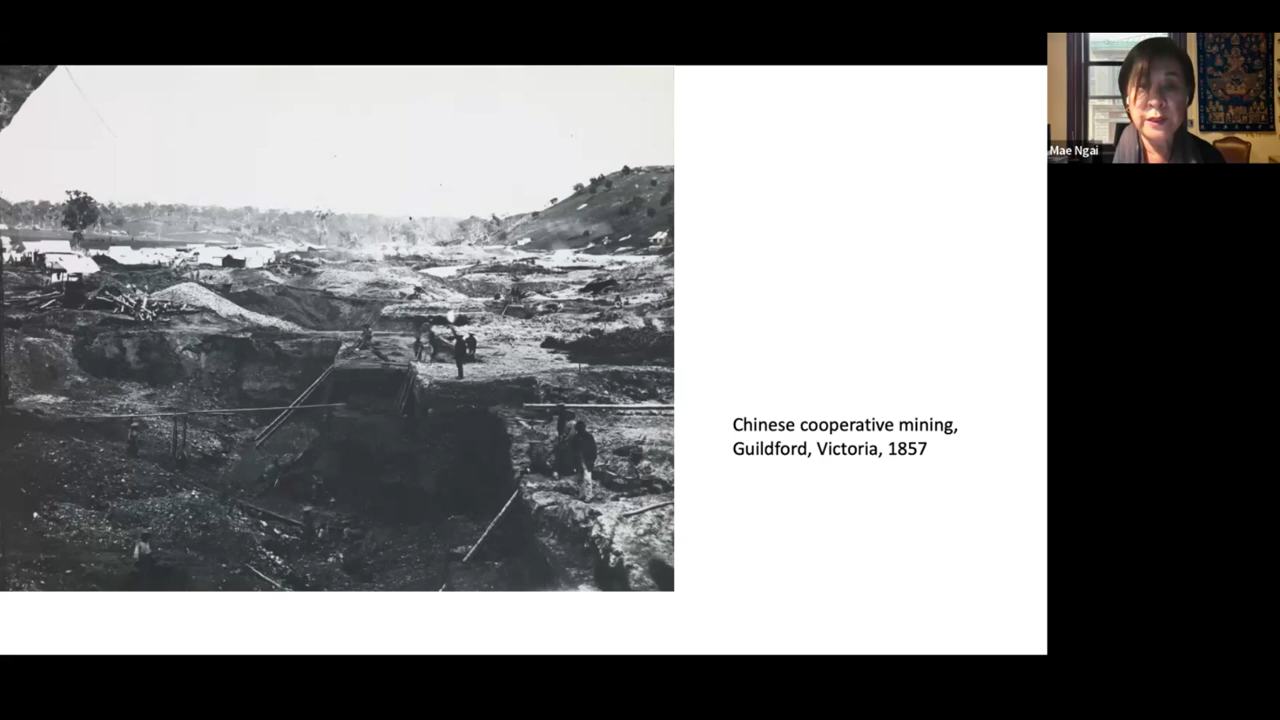 Mae Ngai
Chinese cooperative mining,
Guildford, Victoria, 1857